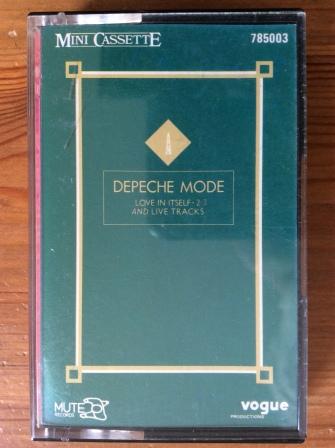 MINI CASSETTE 785003
DEPECHE MODE
LOVE IN ITSELF·2·3
AND LIVE TRACKS
MUTE RECORDS
vogue
PRODUCTIONS